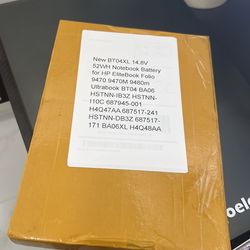 New BT04XL 14.8V
52WH Notebook Battery
for HP EliteBook Folio
9470 9470M 9480m
Ultrabook BT04 BA06
HSTNN-IB3Z HSTNN-
I10C 687945-001
H4Q47AA 687517-241
HSTNN-DB3Z 687517-
171 BA06XL H4Q48AA